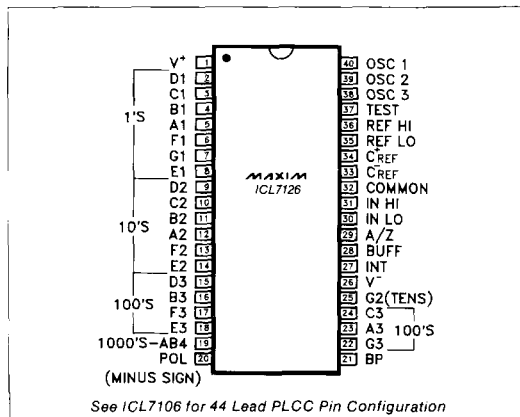 V+ 1 40 OSC 1
D1 2 39 OSC 2
C1 3 38 OSC 3
B1 4 37 TEST
1'S A1 5 36 REF HI
F1 6 35 REF LO
G1 7 34 C+REF
E1 8 33 C-REF
D2 9 MAXIM 32 COMMON
C2 10 ICL7126 31 IN HI
10'S B2 11 30 IN LO
A2 12 29 A/Z
F2 13 28 BUFF
E2 14 27 INT
D3 15 26 V-
100'S B3 16 25 G2(TENS)
F3 17 24 C3
E3 18 23 A3 100'S
1000'S-AB4 19 22 G3
POL 20 21 BP
(MINUS SIGN)
See ICL7106 for 44 Lead PLCC Pin Configuration